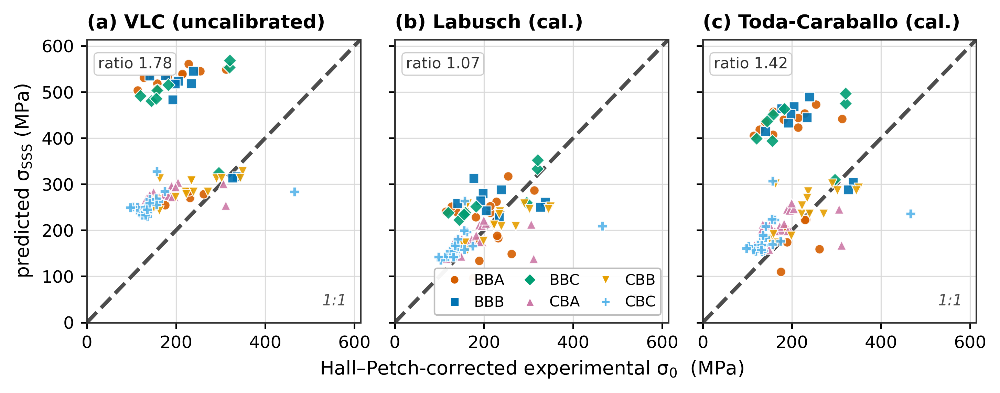 (a) VLC (uncalibrated)
(b) Labusch (cal.)
(c) Toda-Caraballo (cal.)
ratio 1.78
ratio 1.07
ratio 1.42
predicted σSSS (MPa)
600
500
400
300
200
100
0
1:1
BBA
BBC
CBB
BBB
CBA
CBC
1:1
0 200 400 600
0 200 400 600
0 200 400 600
Hall–Petch-corrected experimental σ0 (MPa)